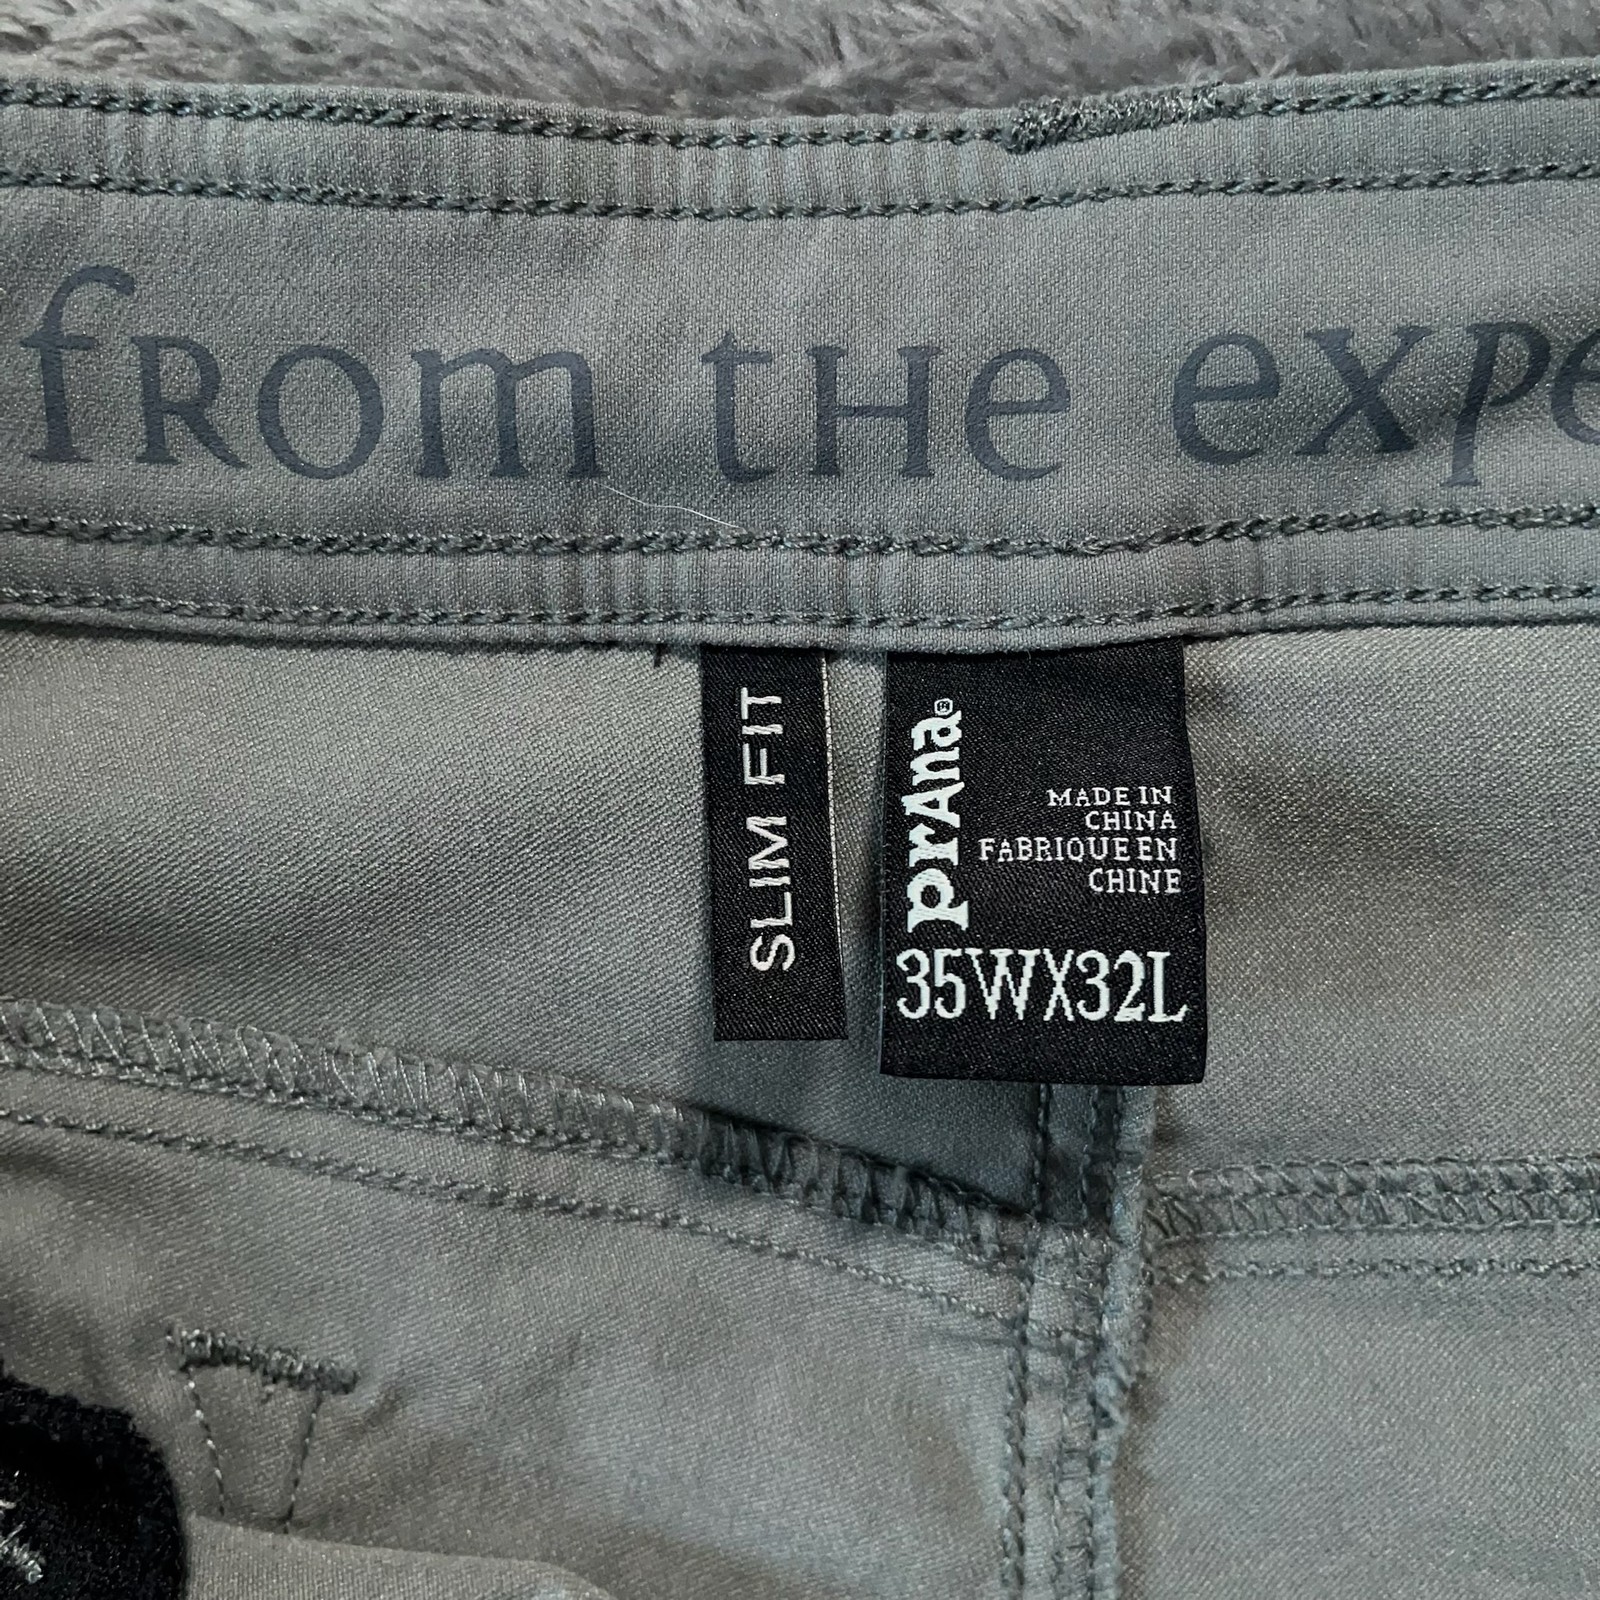 fRom tHe expe
SLIM FIT
prAna®
MADE IN
CHINA
FABRIQUE EN
CHINE
35WX32L